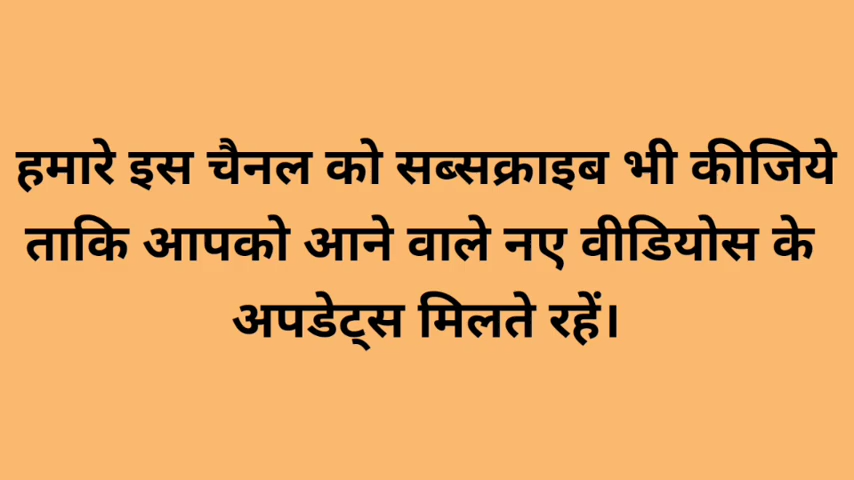 हमारे इस चैनल को सब्सक्राइब भी कीजिये
ताकि आपको आने वाले नए वीडियोस के
अपडेट्स मिलते रहें।